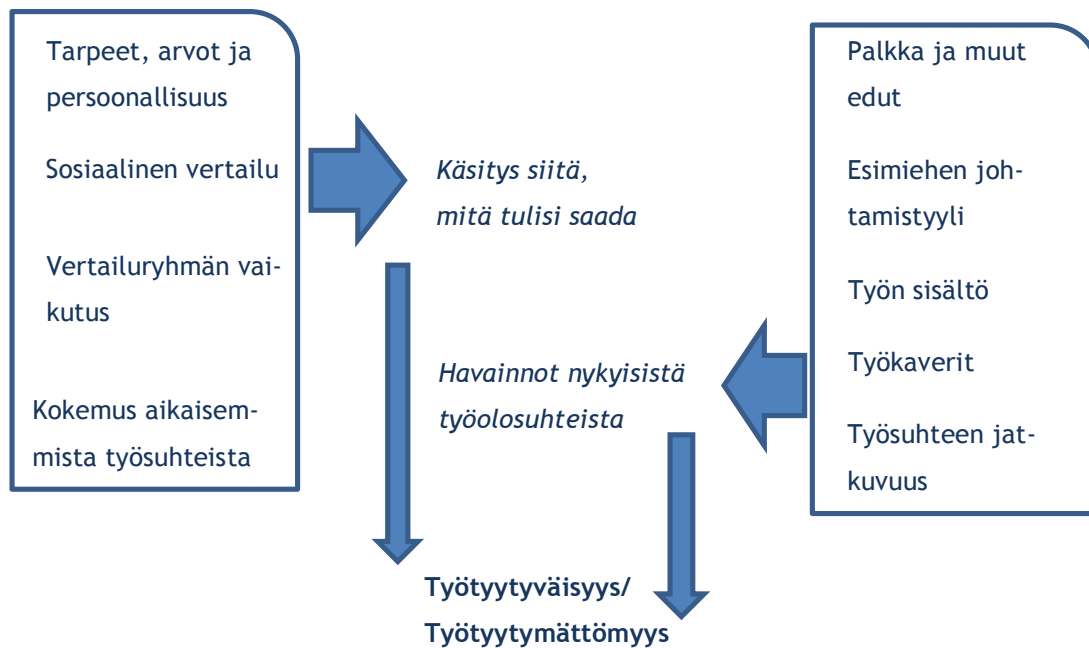 Tarpeet, arvot ja
persoonallisuus
Sosiaalinen vertailu
Vertailuryhmän vai-
kutus
Kokemus aikaisem-
mista työsuhteista
Käsitys siitä,
mitä tulisi saada
Havainnot nykyisistä
työolosuhteista
Palkka ja muut
edut
Esimiehen joh-
tamistyyli
Työn sisältö
Työkaverit
Työsuhteen jat-
kuvuus
Työtyytyväisyys/
Työtyytymättömyys